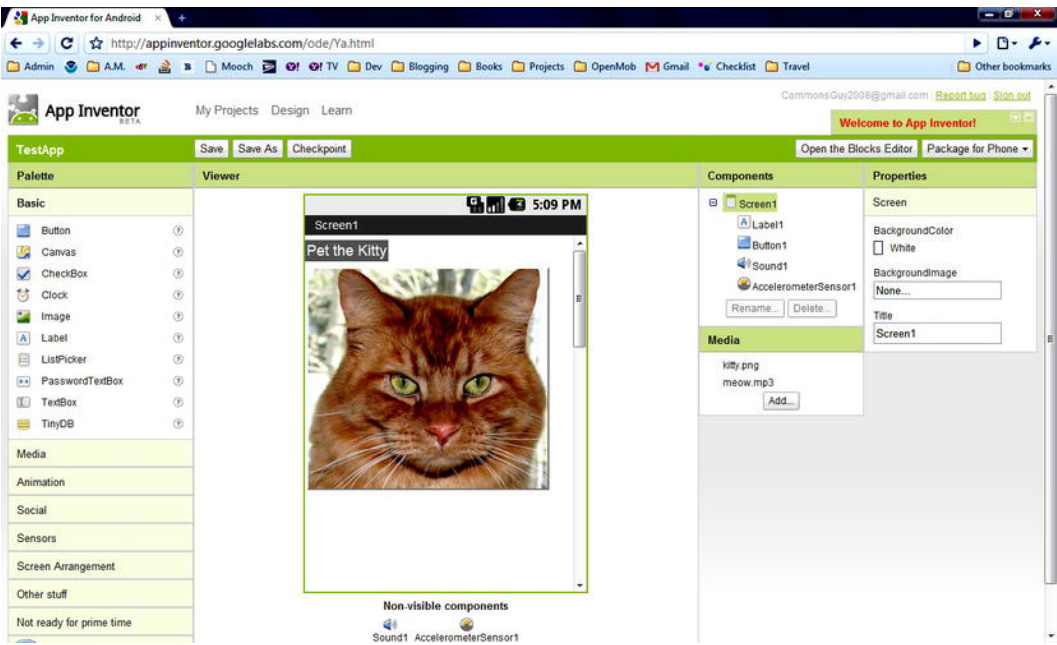 App Inventor for Android
http://appinventor.googlelabs.com/ode/Ya.html
Admin A.M. Mooch Y! Y! TV Dev Blogging Books Projects OpenMob Gmail Checklist Travel Other bookmarks
CommonsGuy2008@gmail.com Report bug Sign out
App Inventor BETA
My Projects Design Learn
Welcome to App Inventor!
TestApp Save Save As Checkpoint Open the Blocks Editor Package for Phone
Palette
Basic
Button
Canvas
CheckBox
Clock
Image
Label
ListPicker
PasswordTextBox
TextBox
TinyDB
Media
Animation
Social
Sensors
Screen Arrangement
Other stuff
Not ready for prime time
Viewer
5:09 PM
Screen1
Pet the Kitty
Non-visible components
Sound1 AccelerometerSensor1
Components
Screen1
Label1
Button1
Sound1
AccelerometerSensor1
Rename... Delete...
Media
kitty.png
meow.mp3
Add...
Properties
Screen
BackgroundColor
White
BackgroundImage
None...
Title
Screen1